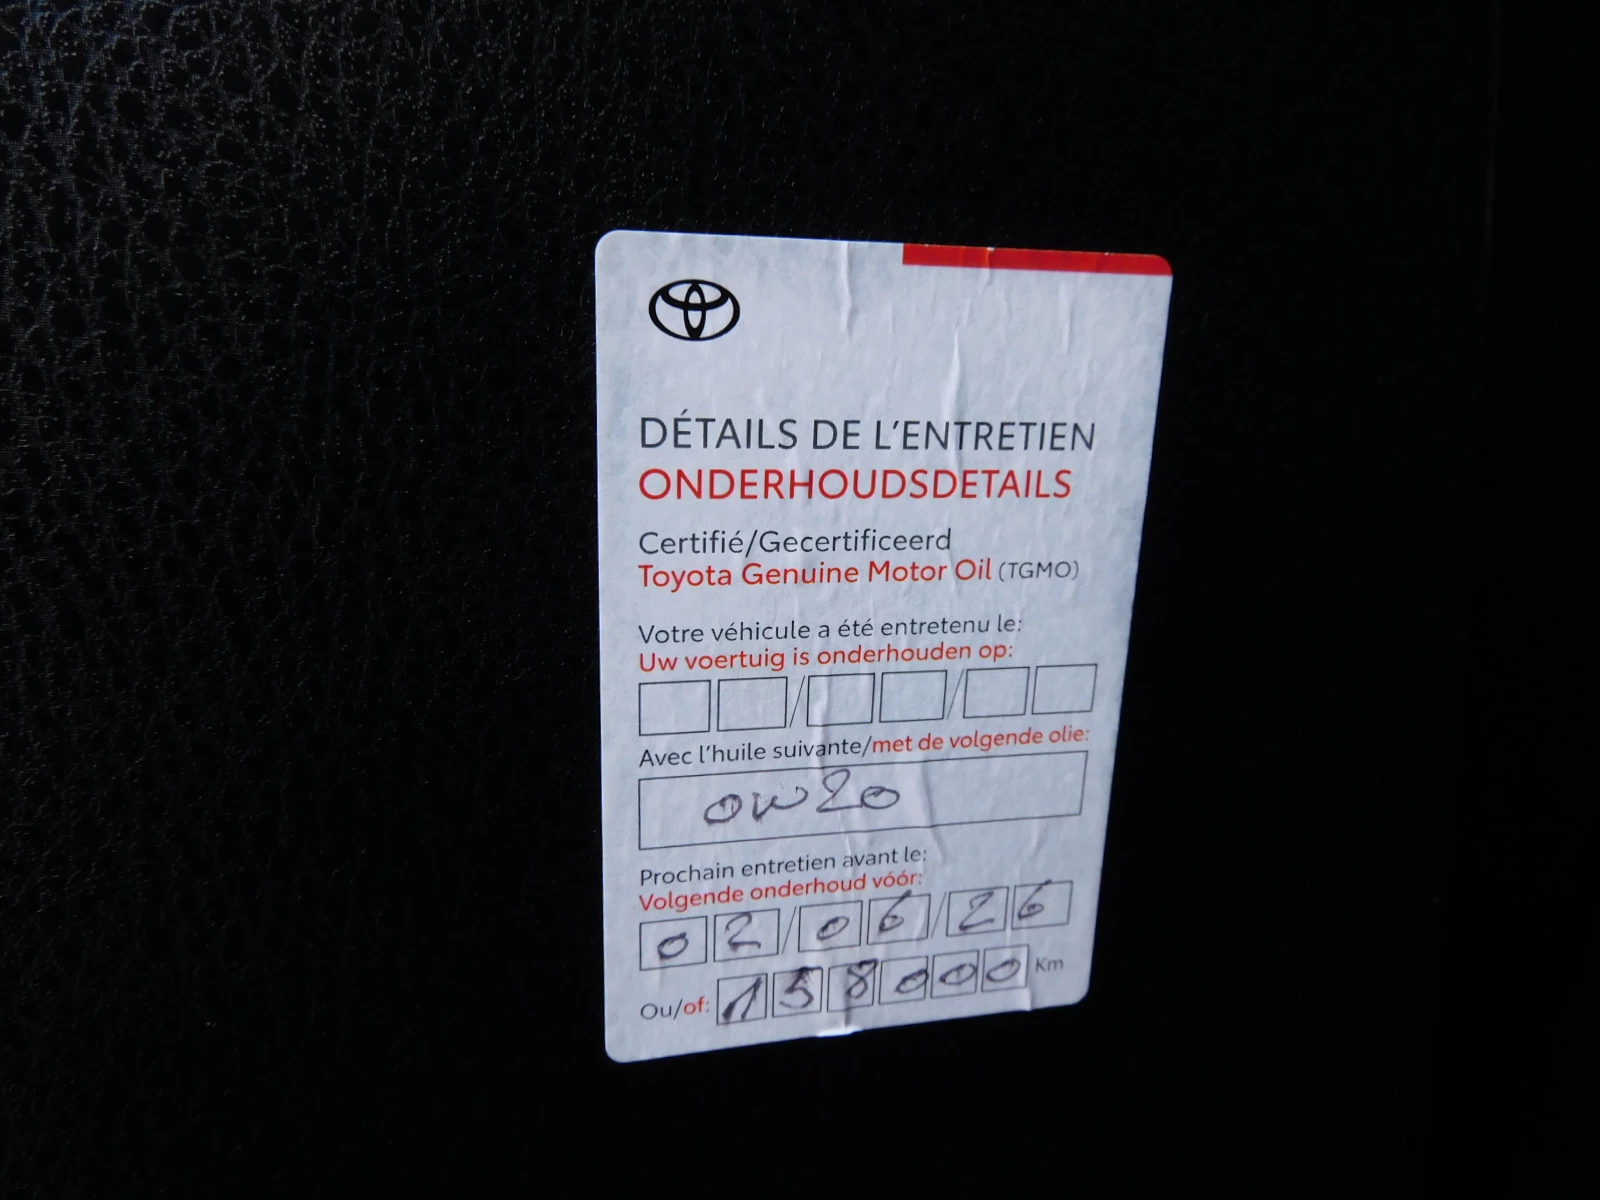 DÉTAILS DE L'ENTRETIEN
ONDERHOUDSDETAILS
Certifié/Gecertificeerd
Toyota Genuine Motor Oil (TGMO)
Votre véhicule a été entretenu le:
Uw voertuig is onderhouden op:
/ /
Avec l'huile suivante/met de volgende olie:
0w20
Prochain entretien avant le:
Volgende onderhoud vóór:
02/06/26
Ou/of: 158000 Km